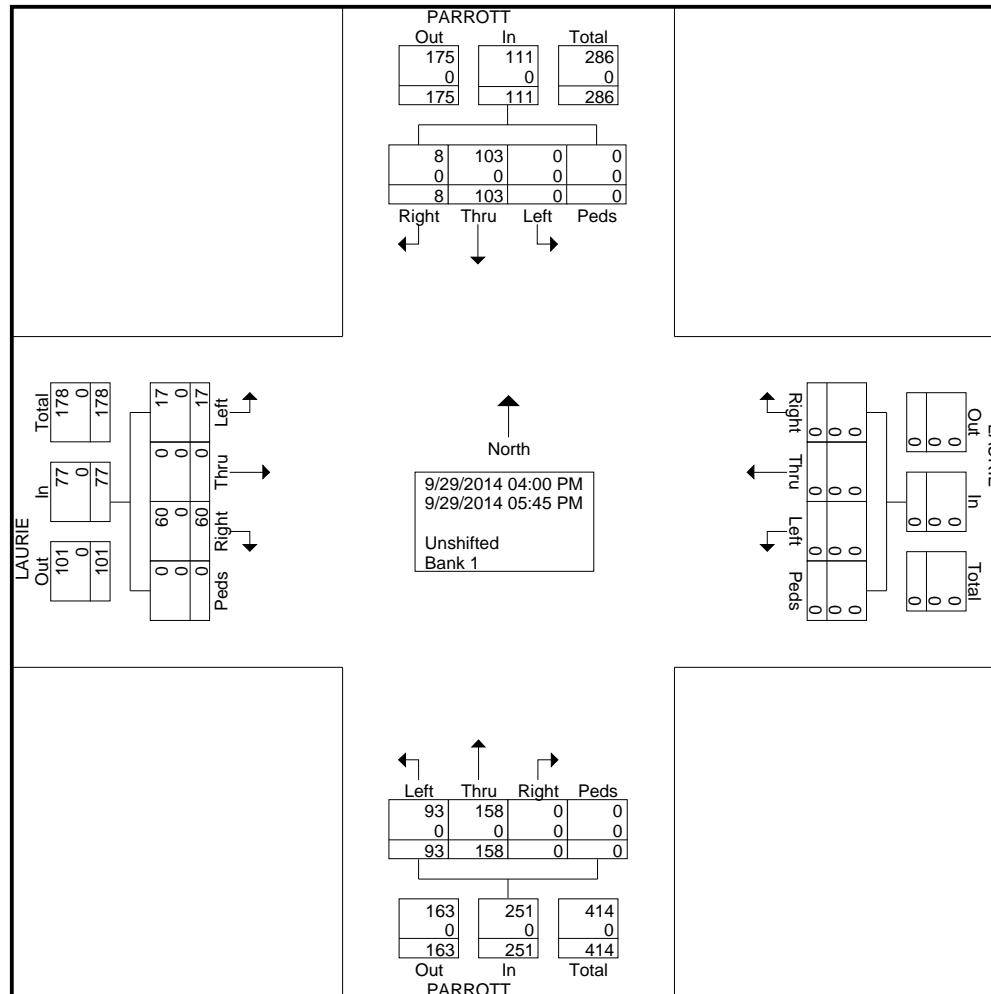 PARROTT
Out In Total
175 111 286
0 0 0
175 111 286
8 103 0 0
0 0 0 0
8 103 0 0
Right Thru Left Peds
LAURIE
Total In Out
178 77 101
0 0 0
178 77 101
Left Thru Right Peds
17 0 60 0
0 0 0 0
17 0 60 0
North
9/29/2014 04:00 PM
9/29/2014 05:45 PM
Unshifted
Bank 1
Right Thru Left Peds
0 0 0 0
0 0 0 0
0 0 0 0
Out In Total
0 0 0
0 0 0
0 0 0
Left Thru Right Peds
93 158 0 0
0 0 0 0
93 158 0 0
163 251 414
0 0 0
163 251 414
Out In Total
PARROTT